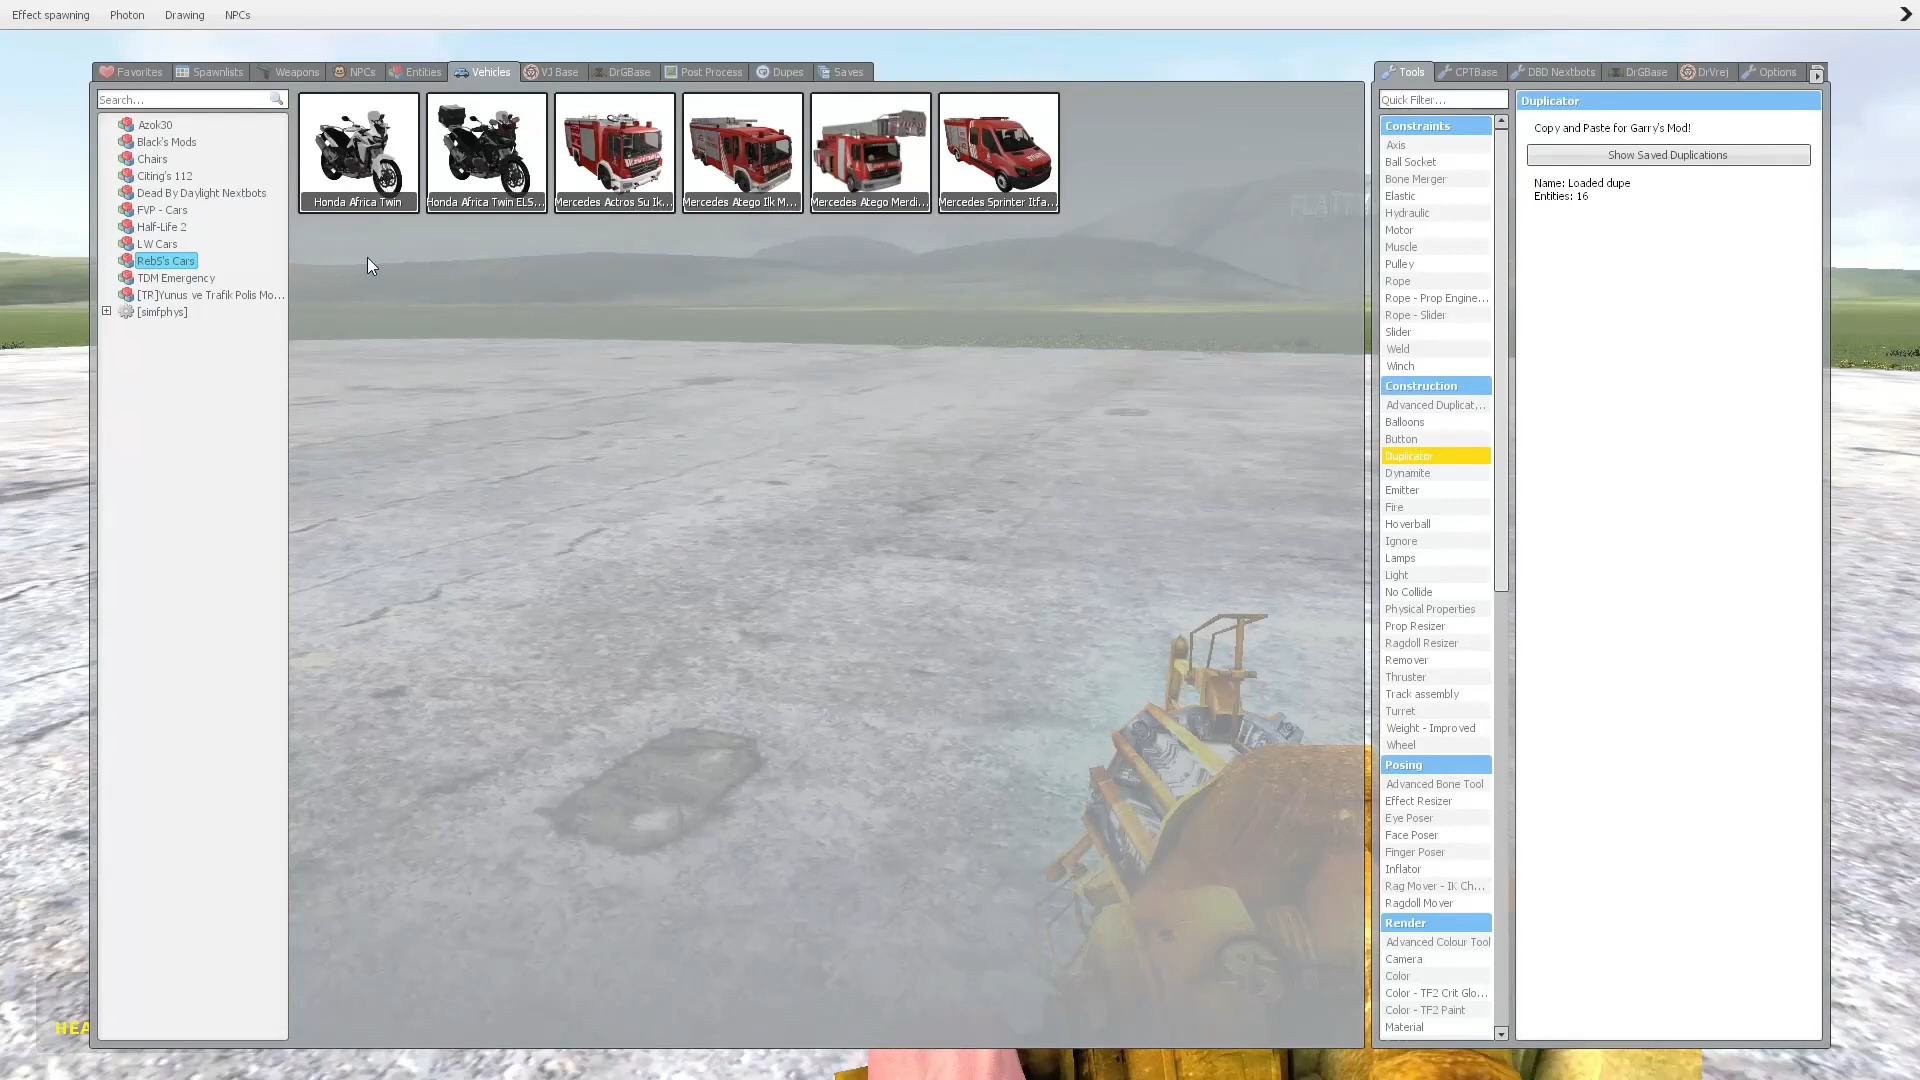 Effect spawning Photon Drawing NPCs
Favorites Spawnlists Weapons NPCs Entities Vehicles VJ Base DrGBase Post Process Dupes Saves
Search...
Azok30
Black's Mods
Chairs
Citing's 112
Dead By Daylight Nextbots
FVP - Cars
Half-Life 2
LW Cars
RebS's Cars
TDM Emergency
[TR]Yunus ve Trafik Polis Mo...
[simfphys]
Honda Africa Twin
Honda Africa Twin ELS...
Mercedes Actros Su Ik...
Mercedes Atego Ilk M...
Mercedes Atego Merdi...
Mercedes Sprinter Itfa...
HEA
Tools CPTBase DBD Nextbots DrGBase DrVrej Options
Quick Filter...
Constraints
Axis
Ball Socket
Bone Merger
Elastic
Hydraulic
Motor
Muscle
Pulley
Rope
Rope - Prop Engine...
Rope - Slider
Slider
Weld
Winch
Construction
Advanced Duplicat...
Balloons
Button
Duplicator
Dynamite
Emitter
Fire
Hoverball
Ignore
Lamps
Light
No Collide
Physical Properties
Prop Resizer
Ragdoll Resizer
Remover
Thruster
Track assembly
Turret
Weight - Improved
Wheel
Posing
Advanced Bone Tool
Effect Resizer
Eye Poser
Face Poser
Finger Poser
Inflator
Rag Mover - IK Ch...
Ragdoll Mover
Render
Advanced Colour Tool
Camera
Color
Color - TF2 Crit Glo...
Color - TF2 Paint
Material
Duplicator
Copy and Paste for Garry's Mod!
Show Saved Duplications
Name: Loaded dupe
Entities: 16